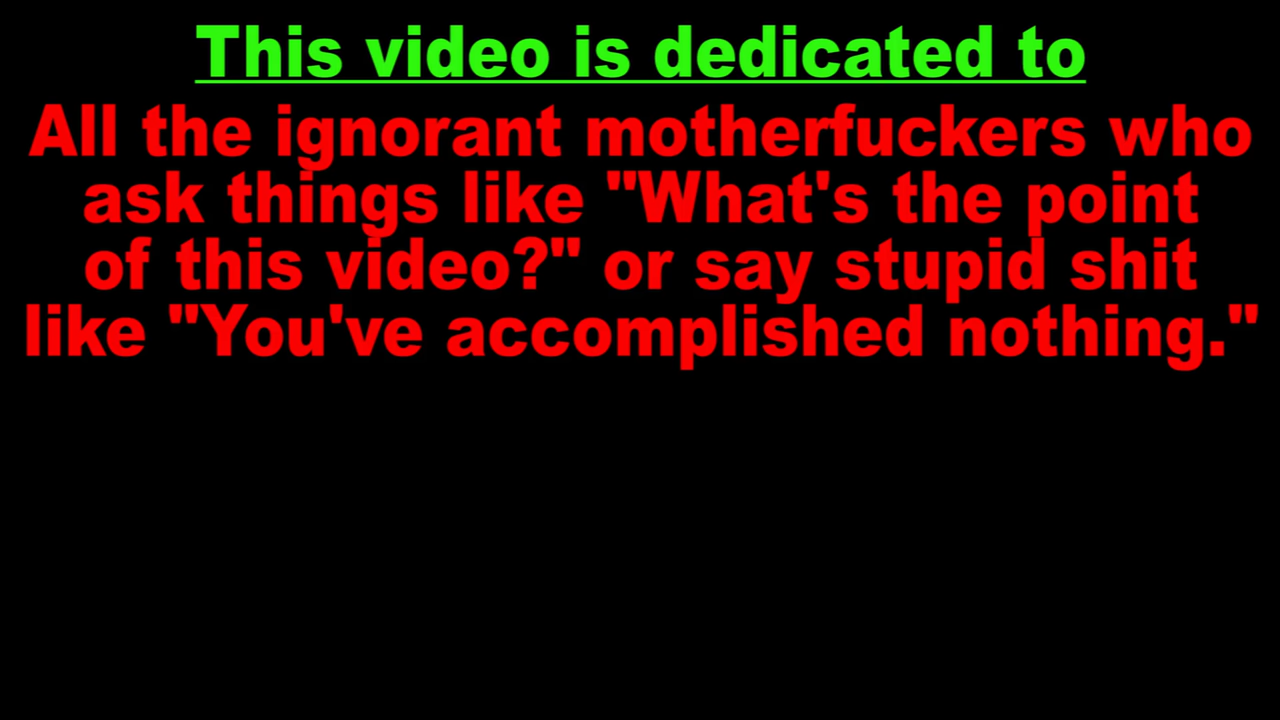 This video is dedicated to
All the ignorant motherfuckers who
ask things like "What's the point
of this video?" or say stupid shit
like "You've accomplished nothing."